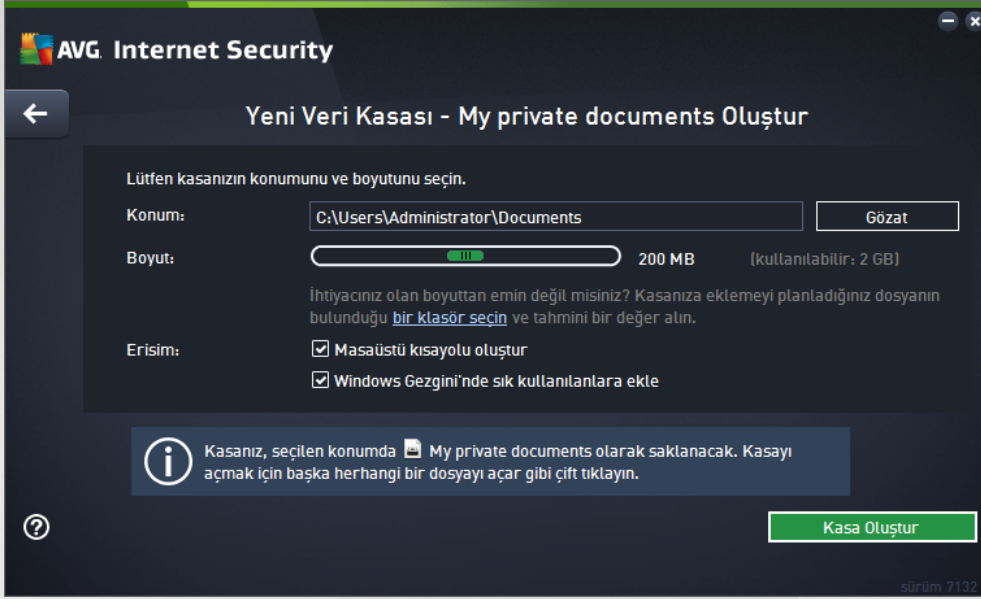 AVG. Internet Security
Yeni Veri Kasası - My private documents Oluştur
Lütfen kasanızın konumunu ve boyutunu seçin.
Konum: C:\Users\Administrator\Documents Gözat
Boyut: 200 MB (kullanılabilir: 2 GB)
İhtiyacınız olan boyuttan emin değil misiniz? Kasanıza eklemeyi planladığınız dosyanın
bulunduğu bir klasör seçin ve tahmini bir değer alın.
Erisim: Masaüstü kısayolu oluştur
Windows Gezgini'nde sık kullanılanlara ekle
Kasanız, seçilen konumda My private documents olarak saklanacak. Kasayı
açmak için başka herhangi bir dosyayı açar gibi çift tıklayın.
Kasa Oluştur
sürüm 7132